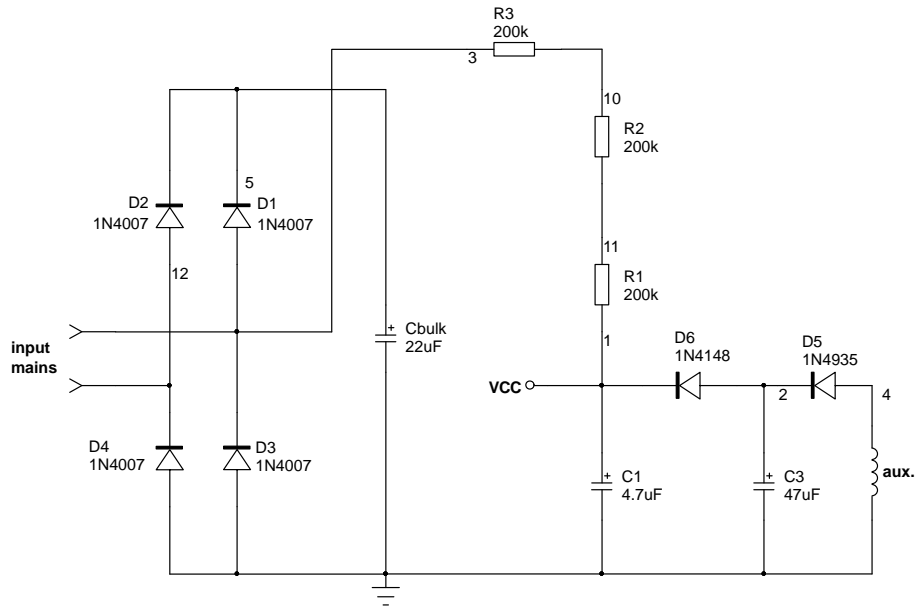 R3
200k
3
10
R2
200k
5
D2
1N4007
D1
1N4007
11
12
R1
200k
input
mains
Cbulk
22uF
+
1
D6
1N4148
D5
1N4935
VCC
2
4
D4
1N4007
D3
1N4007
+
C1
4.7uF
+
C3
47uF
aux.